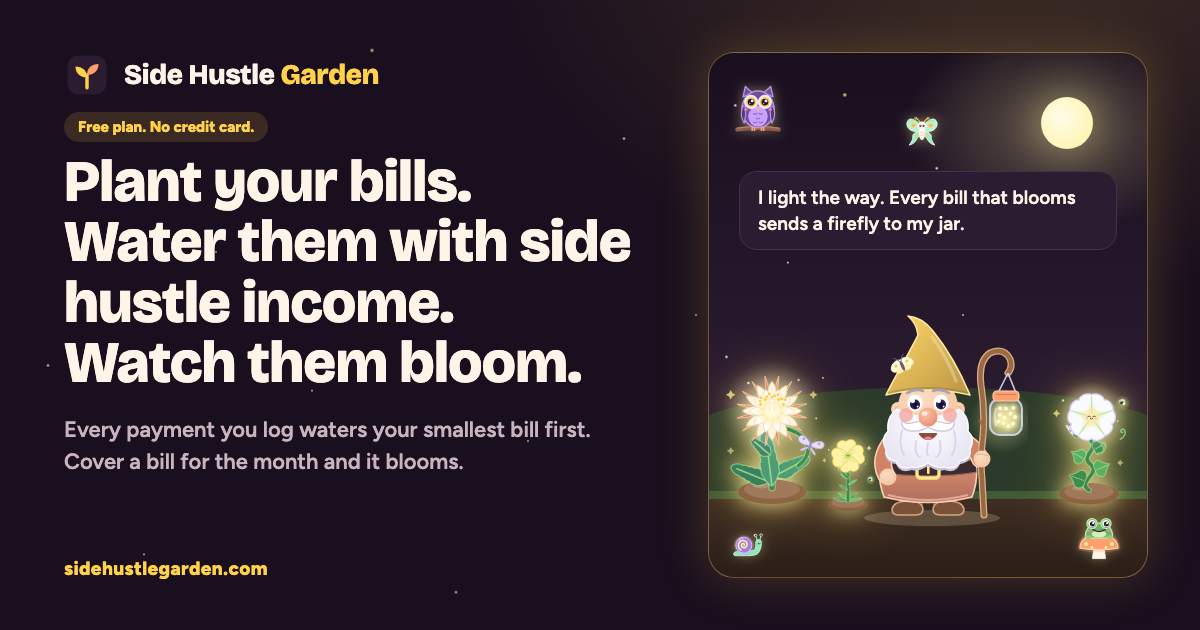 Side Hustle Garden
Free plan. No credit card.
Plant your bills.
Water them with side
hustle income.
Watch them bloom.
Every payment you log waters your smallest bill first.
Cover a bill for the month and it blooms.
sidehustlegarden.com
I light the way. Every bill that blooms
sends a firefly to my jar.